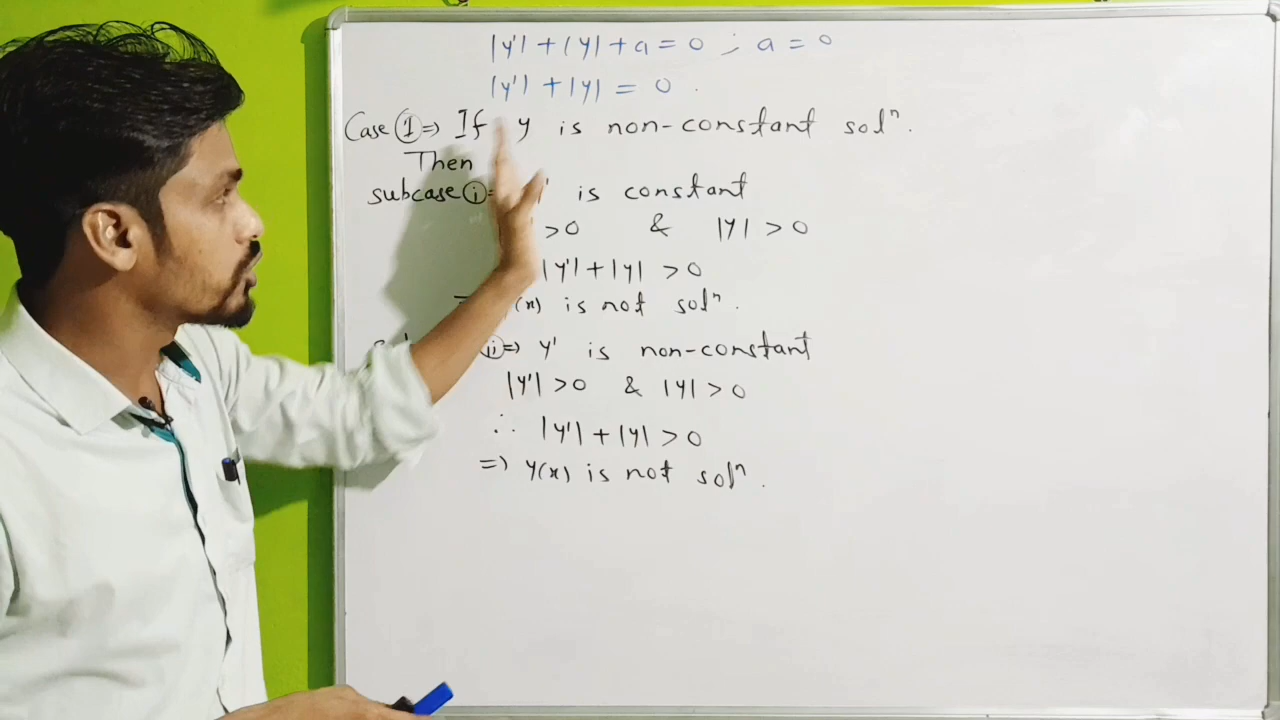 |y'| + |y| + a = 0 ; a = 0
|y'| + |y| = 0 .
Case ① ⇒ If y is non-constant solⁿ.
Then
subcase ⓘ = ' is constant
> 0 & |y| > 0
|y'| + |y| > 0
(x) is not solⁿ.
ii ⇒ y' is non-constant
|y'| > 0 & |y| > 0
∴ |y'| + |y| > 0
⇒ y(x) is not solⁿ.